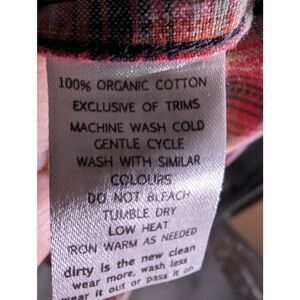 100% ORGANIC COTTON
EXCLUSIVE OF TRIMS
MACHINE WASH COLD
GENTLE CYCLE
WASH WITH SIMILAR
COLOURS
DO NOT BLEACH
TUMBLE DRY
LOW HEAT
IRON WARM AS NEEDED
dirty is the new clean
wear more, wash less
wear it out or pass it on